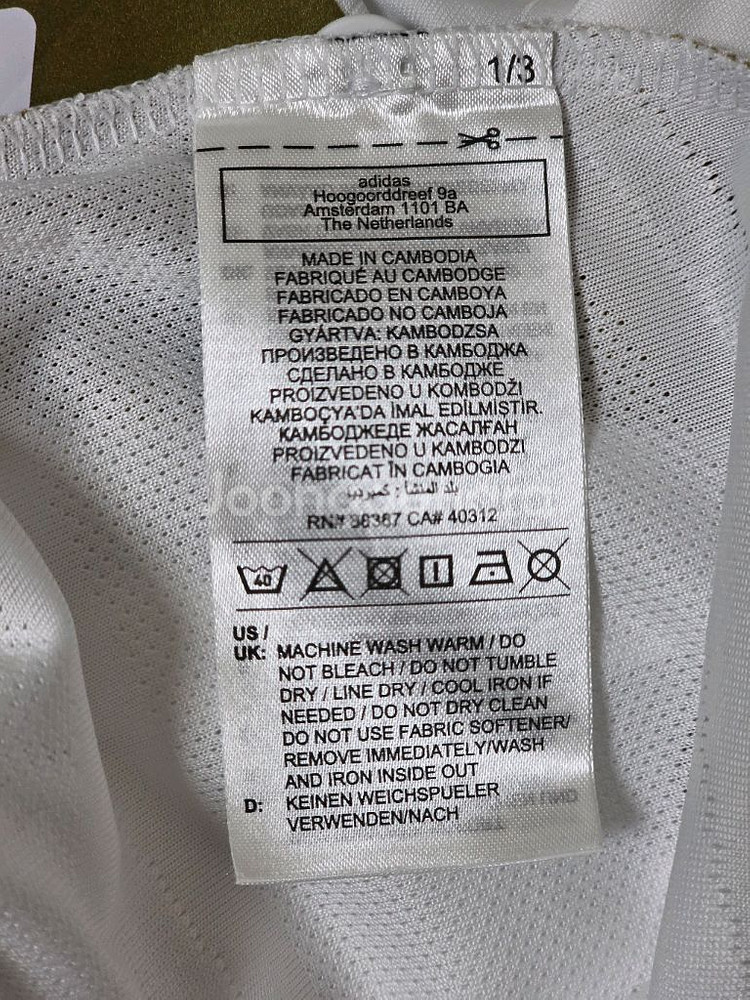 1/3
adidas
Hoogoorddreef 9a
Amsterdam 1101 BA
The Netherlands
MADE IN CAMBODIA
FABRIQUÉ AU CAMBODGE
FABRICADO EN CAMBOYA
FABRICADO NO CAMBOJA
GYÁRTVA: KAMBODZSA
ПРОИЗВЕДЕНО В КАМБОДЖА
СДЕЛАНО В КАМБОДЖЕ
PROIZVEDENO U KOMBODŽI
KAMBOÇYA'DA İMAL EDİLMİŞTİR.
КАМБОДЖЕДЕ ЖАСАЛҒАН
PROIZVEDENO U KAMBODZI
FABRICAT ÎN CAMBOGIA
بلد المنشأ : كمبوديا
RN# 88387 CA# 40312
40
US /
UK: MACHINE WASH WARM / DO
NOT BLEACH / DO NOT TUMBLE
DRY / LINE DRY / COOL IRON IF
NEEDED / DO NOT DRY CLEAN
DO NOT USE FABRIC SOFTENER/
REMOVE IMMEDIATELY/WASH
AND IRON INSIDE OUT
D: KEINEN WEICHSPUELER
VERWENDEN/NACH